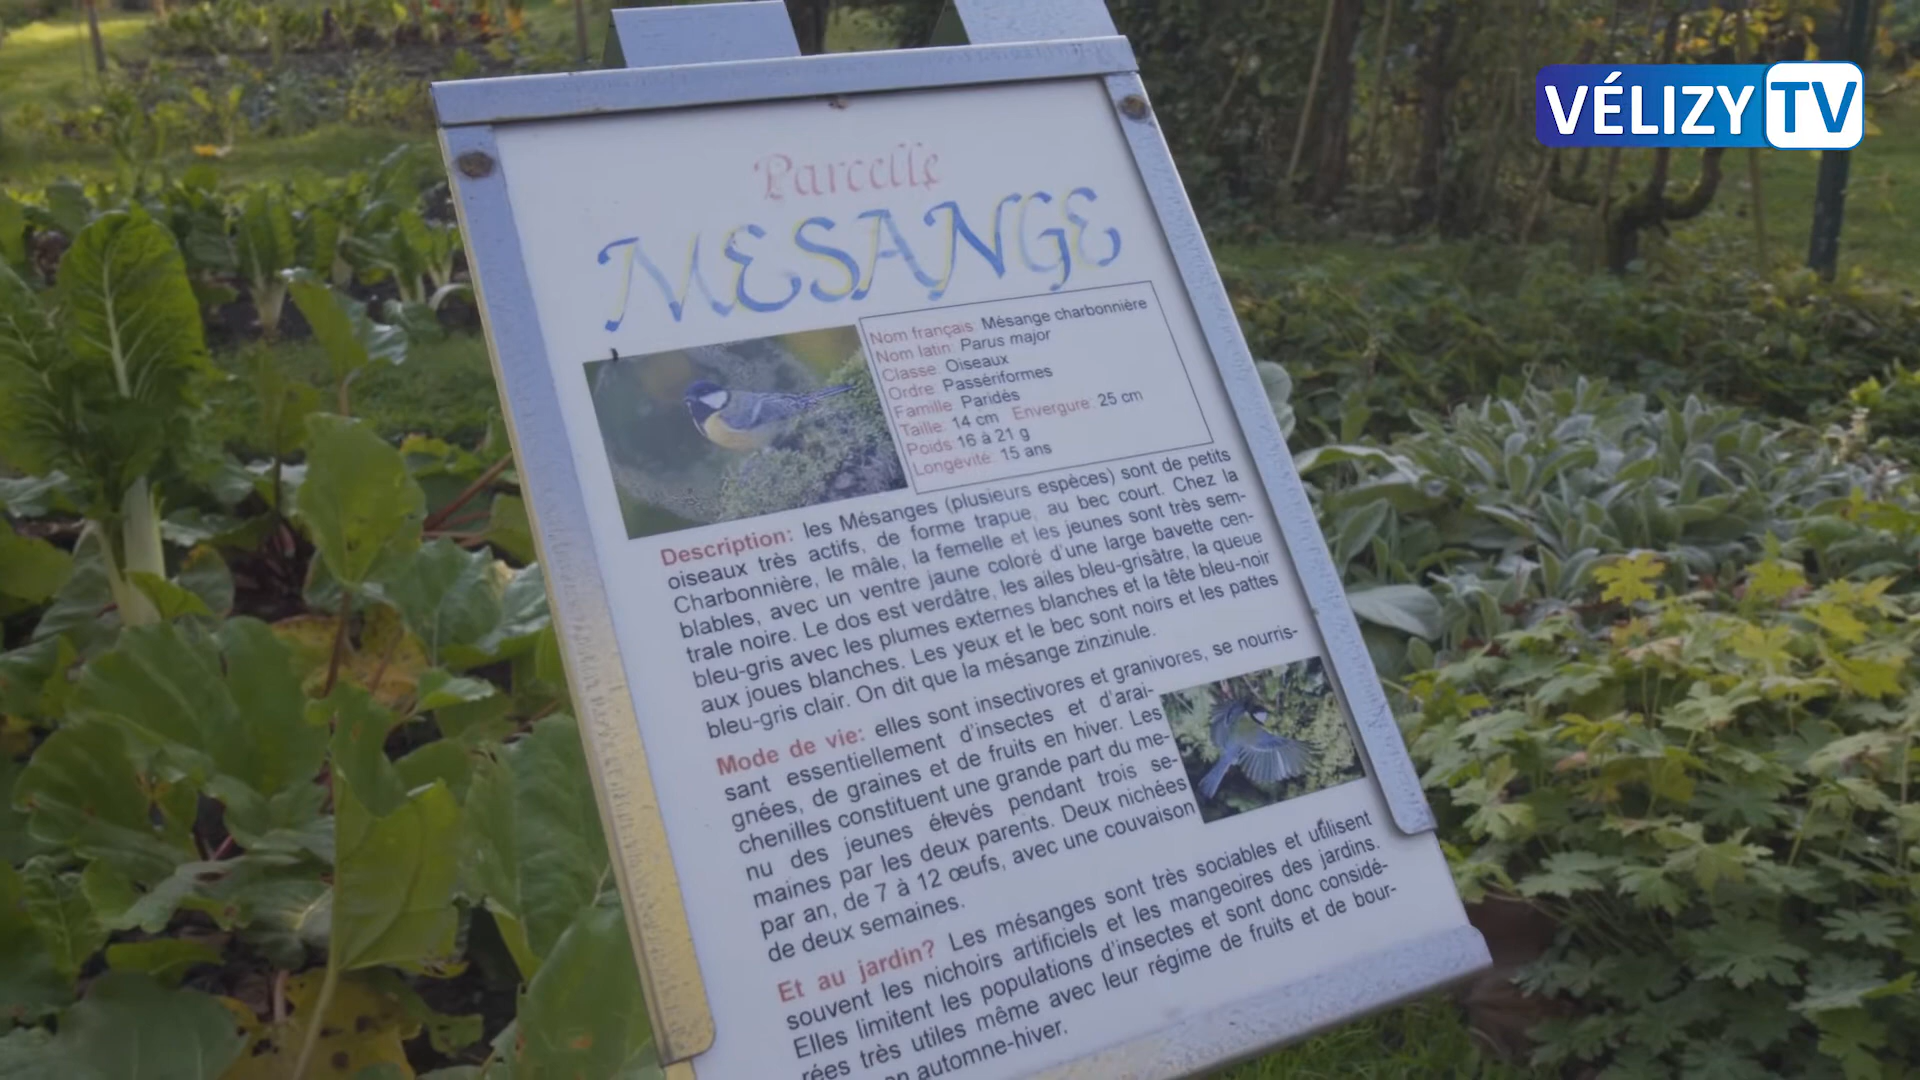 VÉLIZY TV
Parcelle
MESANGE
Nom français: Mésange charbonnière
Nom latin: Parus major
Classe: Oiseaux
Ordre: Passériformes
Famille: Paridés
Taille: 14 cm Envergure: 25 cm
Poids: 16 à 21 g
Longévité: 15 ans
Description: les Mésanges (plusieurs espèces) sont de petits
oiseaux très actifs, de forme trapue, au bec court. Chez la
Charbonnière, le mâle, la femelle et les jeunes sont très sem-
blables, avec un ventre jaune coloré d'une large bavette cen-
trale noire. Le dos est verdâtre, les ailes bleu-grisâtre, la queue
bleu-gris avec les plumes externes blanches et la tête bleu-noir
aux joues blanches. Les yeux et le bec sont noirs et les pattes
bleu-gris clair. On dit que la mésange zinzinule.
Mode de vie: elles sont insectivores et granivores, se nourris-
sant essentiellement d'insectes et d'arai-
gnées, de graines et de fruits en hiver. Les
chenilles constituent une grande part du me-
nu des jeunes élevés pendant trois se-
maines par les deux parents. Deux nichées
par an, de 7 à 12 œufs, avec une couvaison
de deux semaines.
Et au jardin? Les mésanges sont très sociables et utilisent
souvent les nichoirs artificiels et les mangeoires des jardins.
Elles limitent les populations d'insectes et sont donc considé-
rées très utiles même avec leur régime de fruits et de bour-
en automne-hiver.